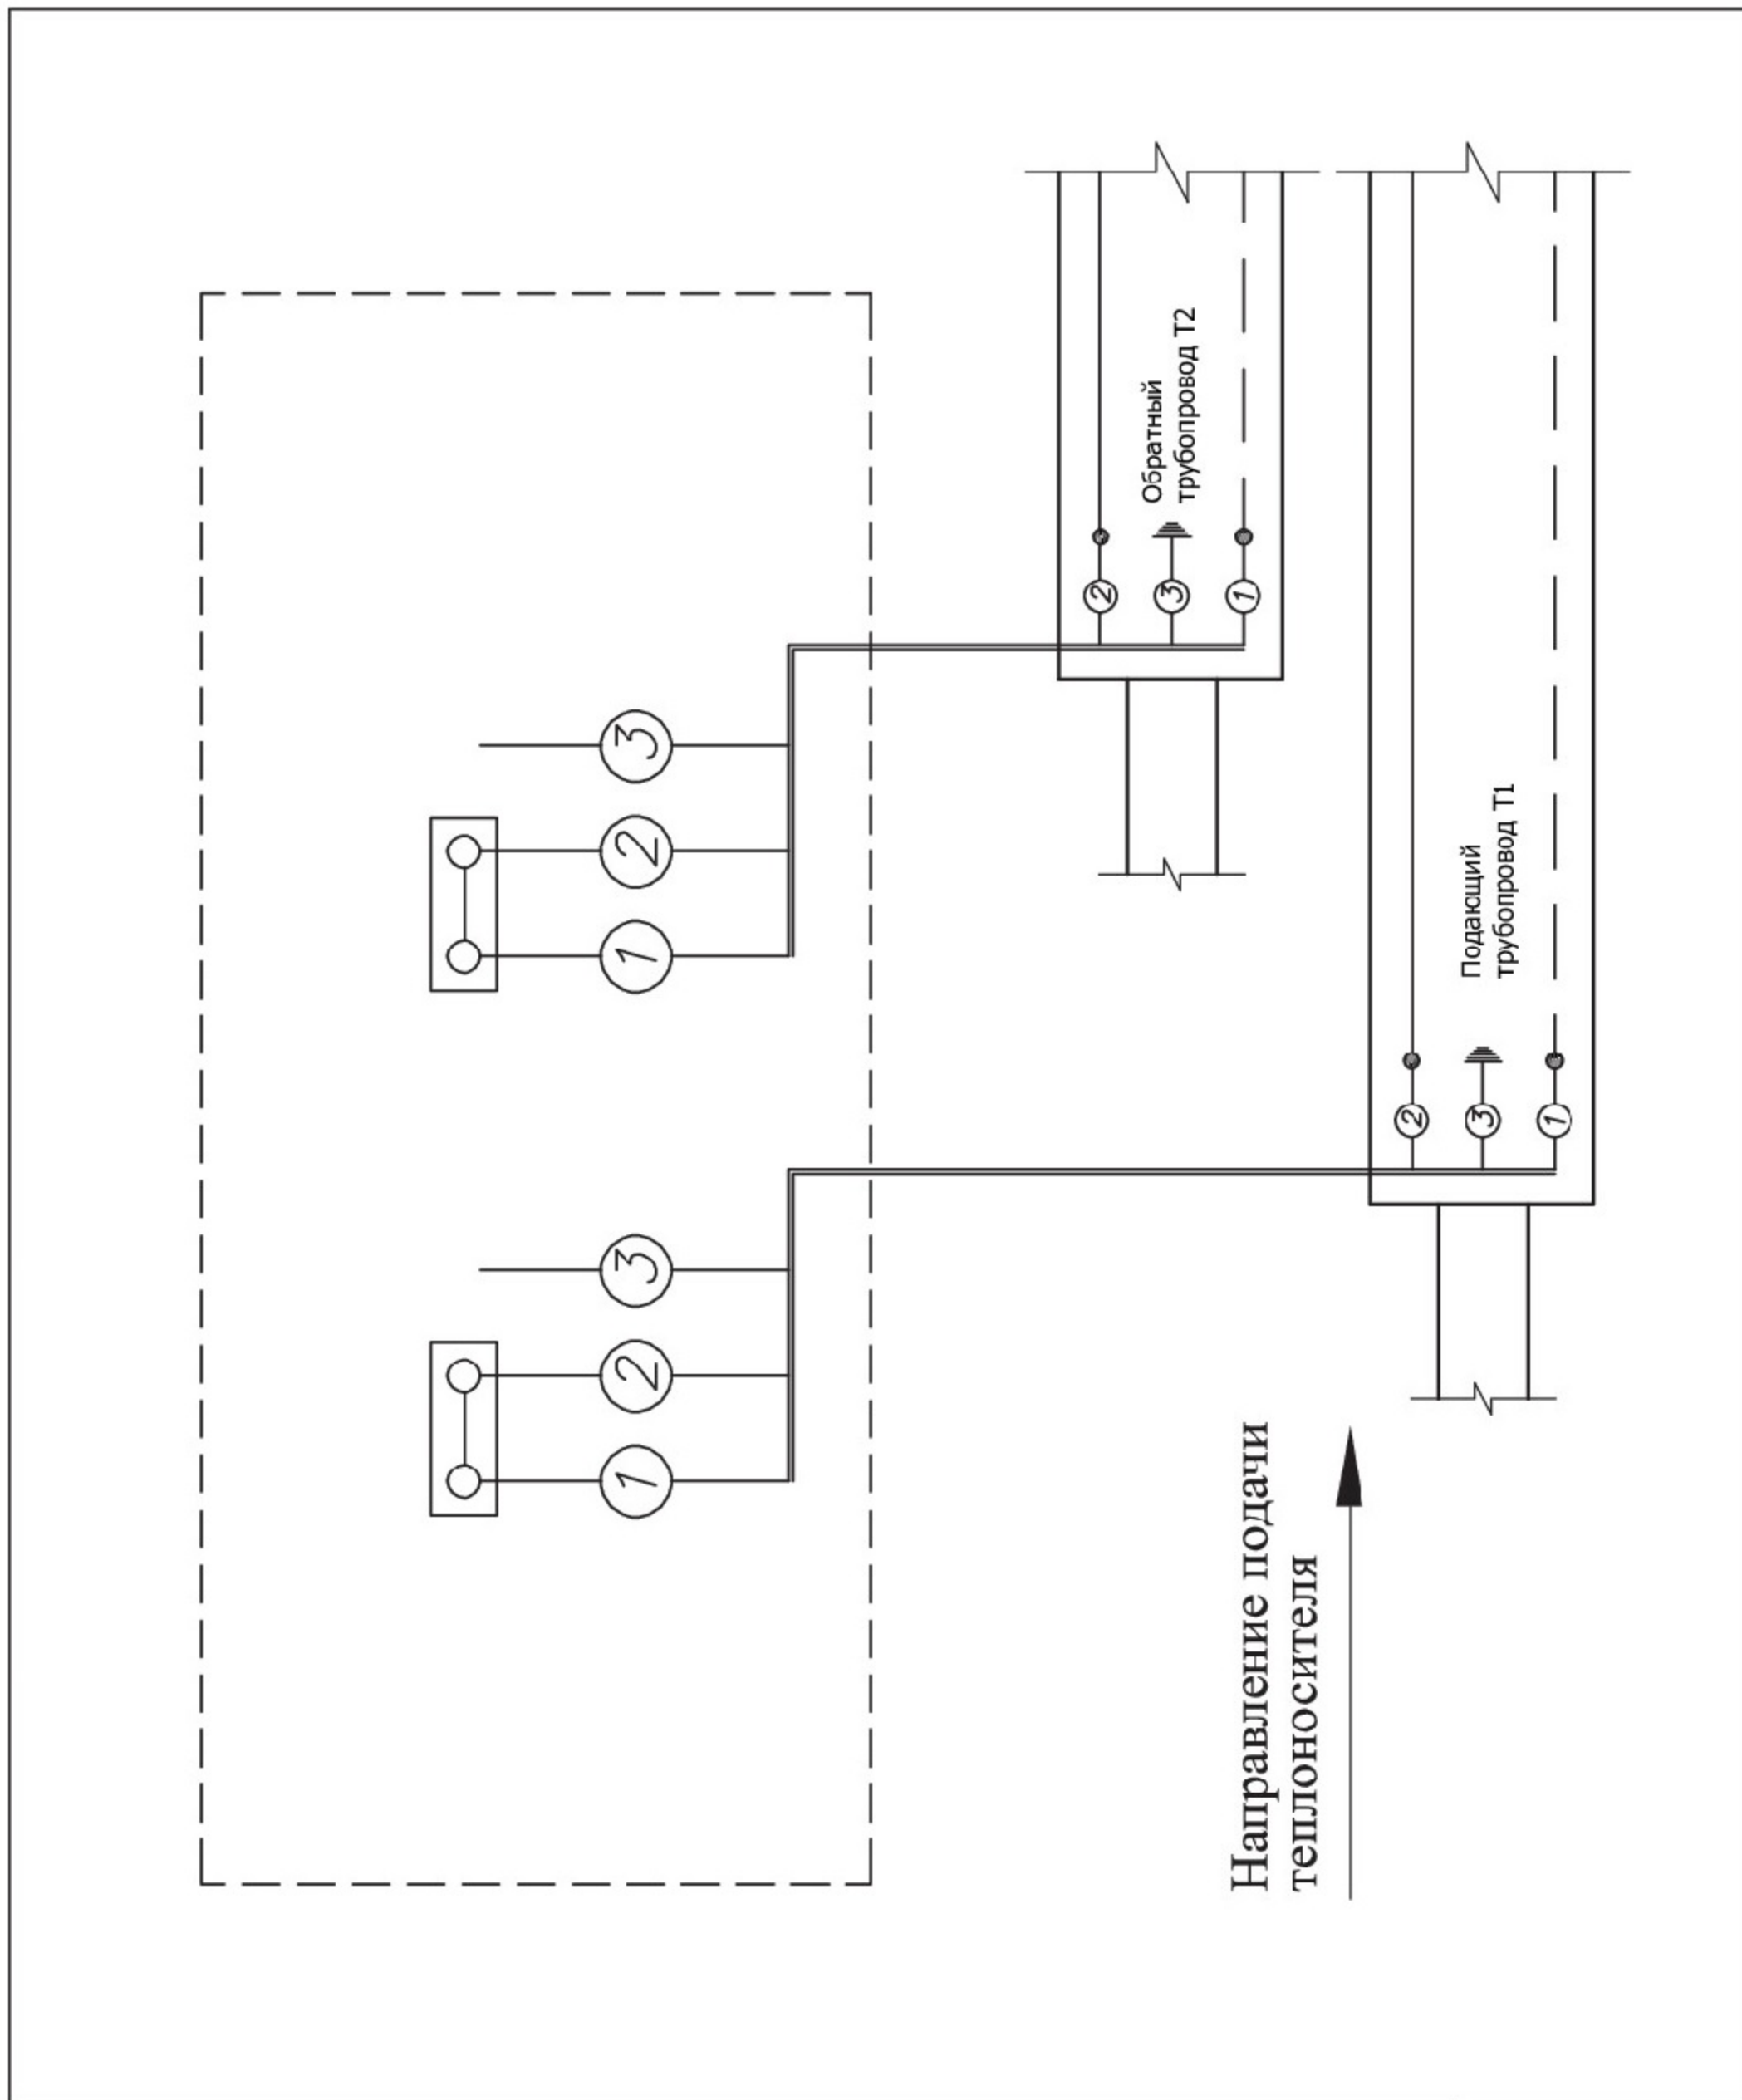 3
2
1
3
2
1
2
3
1
Обратный
трубопровод Т2
2
3
1
Подающий
трубопровод Т1
Направление подачи
теплоносителя